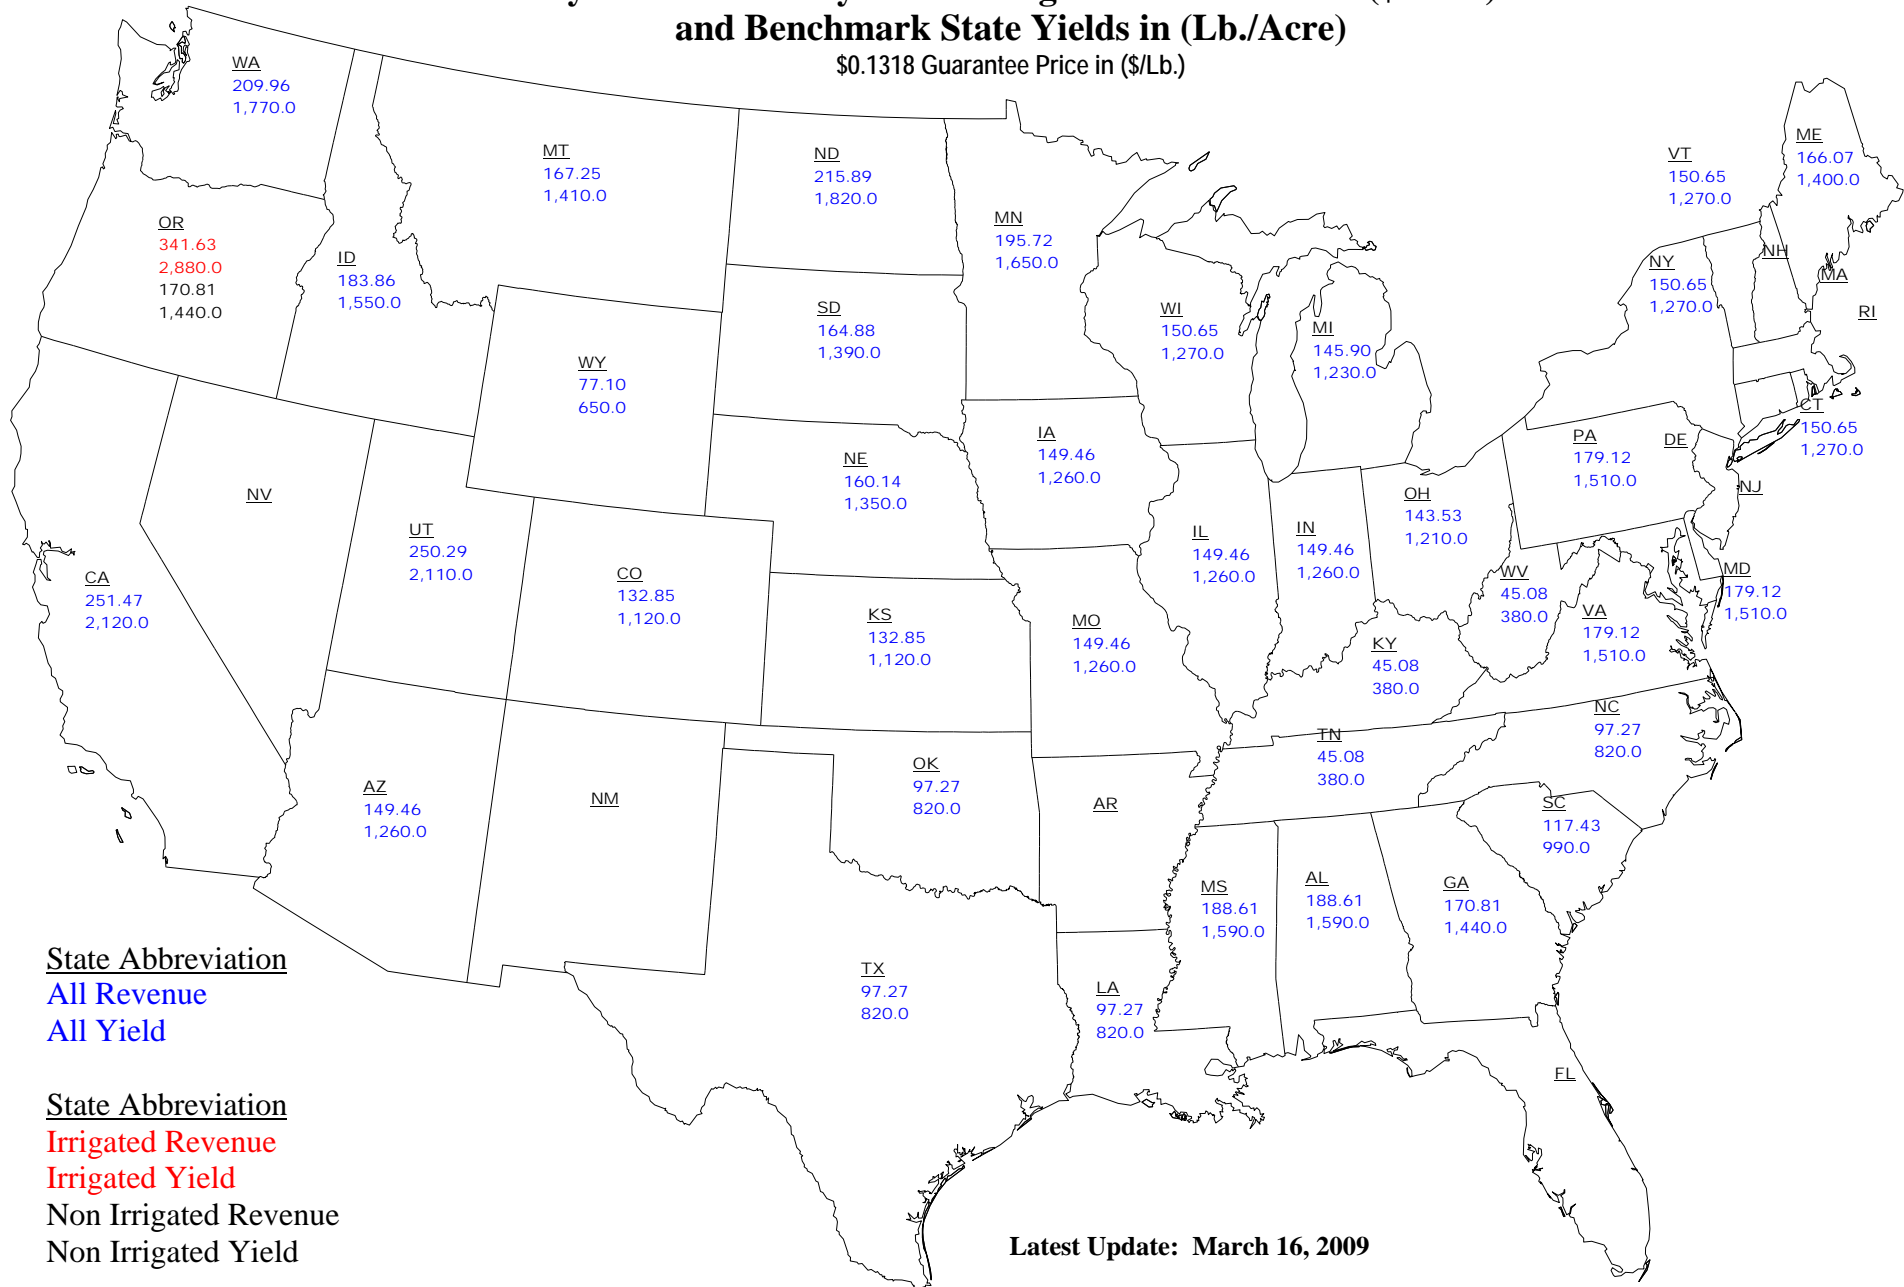 and Benchmark State Yields in (Lb./Acre)
$0.1318 Guarantee Price in ($/Lb.)
WA
209.96
1,770.0
MT
167.25
1,410.0
ND
215.89
1,820.0
MN
195.72
1,650.0
VT
150.65
1,270.0
ME
166.07
1,400.0
OR
341.63
2,880.0
170.81
1,440.0
ID
183.86
1,550.0
SD
164.88
1,390.0
WI
150.65
1,270.0
MI
145.90
1,230.0
NY
150.65
1,270.0
NH
MA
RI
WY
77.10
650.0
CT
150.65
1,270.0
NE
160.14
1,350.0
IA
149.46
1,260.0
PA
179.12
1,510.0
DE
NJ
NV
UT
250.29
2,110.0
OH
143.53
1,210.0
IL
149.46
1,260.0
IN
149.46
1,260.0
CA
251.47
2,120.0
CO
132.85
1,120.0
KS
132.85
1,120.0
MO
149.46
1,260.0
WV
45.08
380.0
MD
179.12
1,510.0
VA
179.12
1,510.0
KY
45.08
380.0
NC
97.27
820.0
TN
45.08
380.0
AZ
149.46
1,260.0
NM
OK
97.27
820.0
AR
SC
117.43
990.0
MS
188.61
1,590.0
AL
188.61
1,590.0
GA
170.81
1,440.0
TX
97.27
820.0
LA
97.27
820.0
FL
State Abbreviation
All Revenue
All Yield
State Abbreviation
Irrigated Revenue
Irrigated Yield
Non Irrigated Revenue
Non Irrigated Yield
Latest Update: March 16, 2009